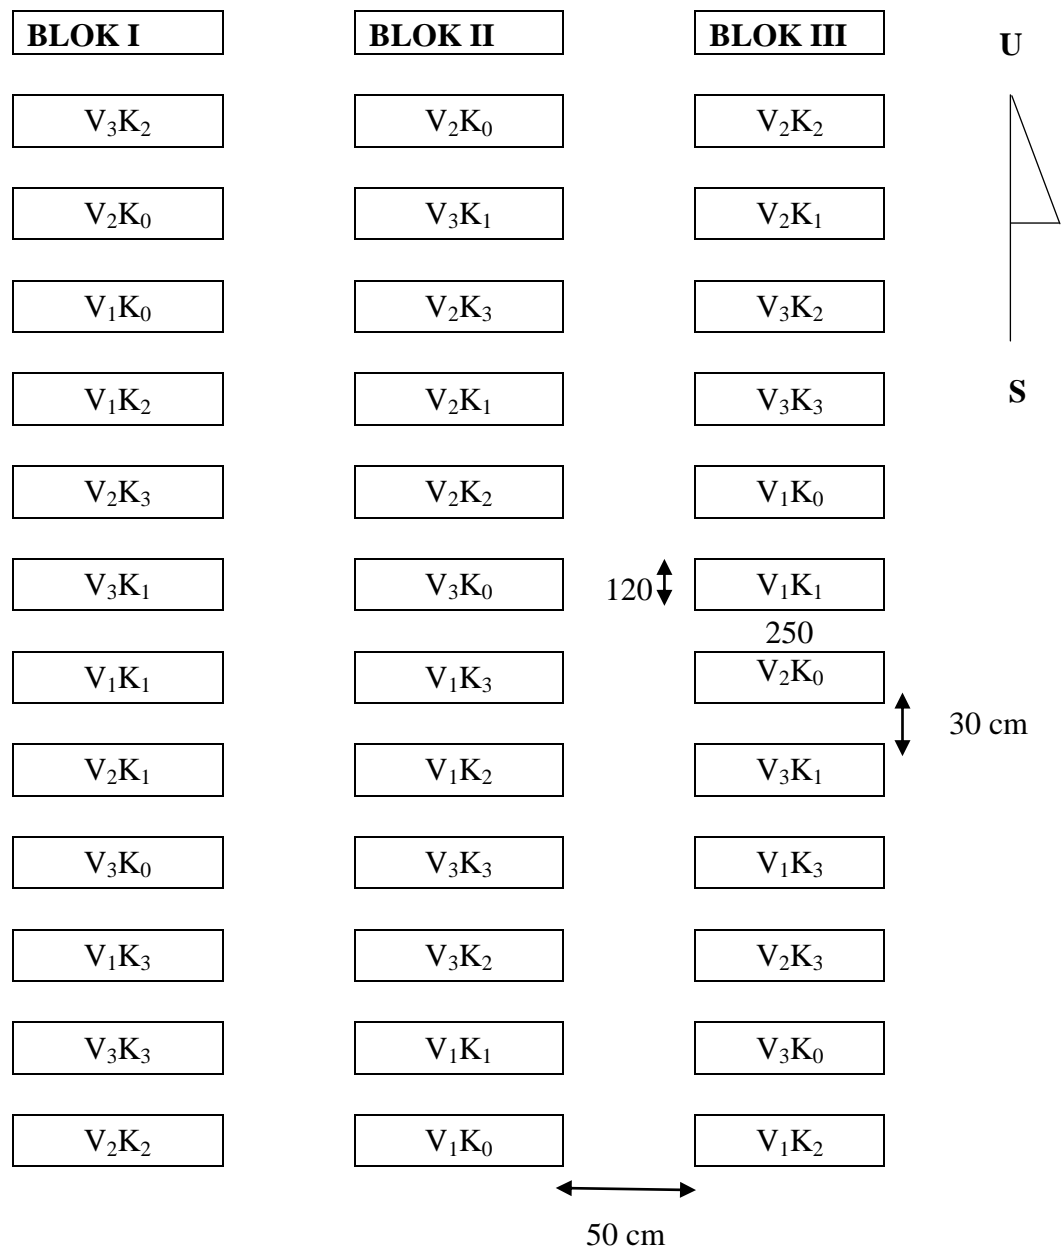 BLOK I BLOK II BLOK III U
V₃K₂ V₂K₀ V₂K₂
V₂K₀ V₃K₁ V₂K₁
V₁K₀ V₂K₃ V₃K₂
V₁K₂ V₂K₁ V₃K₃ S
V₂K₃ V₂K₂ V₁K₀
V₃K₁ V₃K₀ 120 V₁K₁
250
V₁K₁ V₁K₃ V₂K₀
30 cm
V₂K₁ V₁K₂ V₃K₁
V₃K₀ V₃K₃ V₁K₃
V₁K₃ V₃K₂ V₂K₃
V₃K₃ V₁K₁ V₃K₀
V₂K₂ V₁K₀ V₁K₂
50 cm